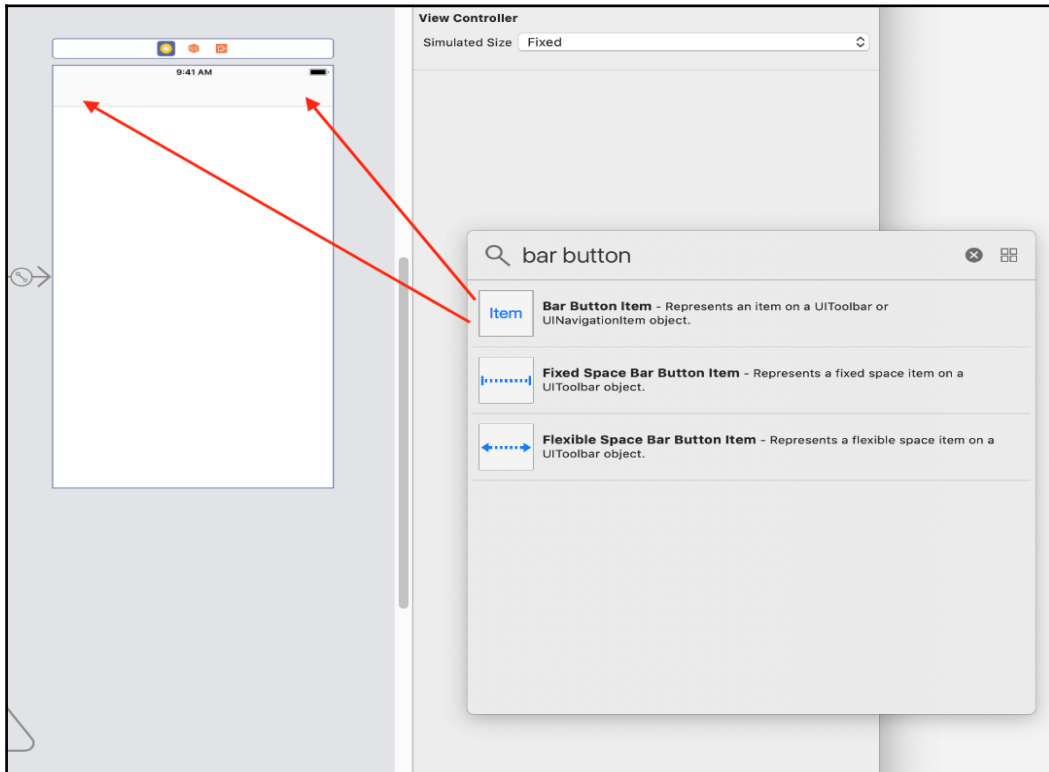 View Controller
Simulated Size Fixed
9:41 AM
bar button
Item
Bar Button Item - Represents an item on a UIToolbar or
UINavigationItem object.
Fixed Space Bar Button Item - Represents a fixed space item on a
UIToolbar object.
Flexible Space Bar Button Item - Represents a flexible space item on a
UIToolbar object.